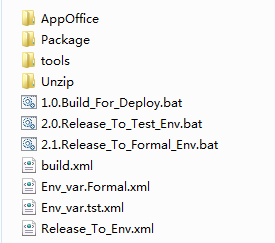 AppOffice
Package
tools
Unzip
1.0.Build_For_Deploy.bat
2.0.Release_To_Test_Env.bat
2.1.Release_To_Formal_Env.bat
build.xml
Env_var.Formal.xml
Env_var.tst.xml
Release_To_Env.xml